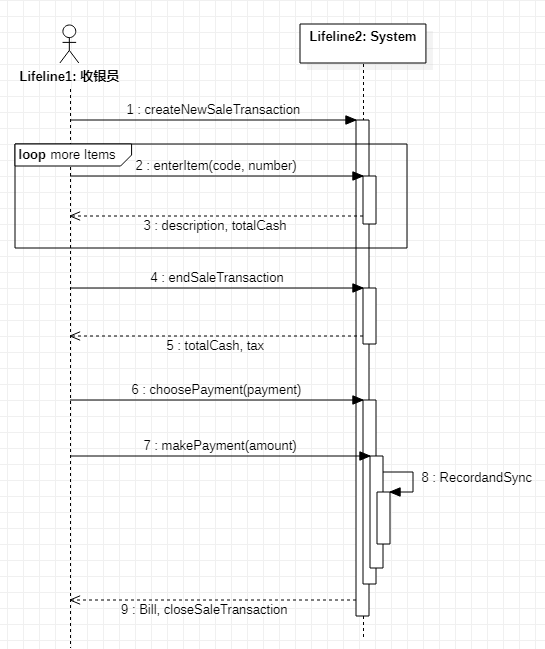 Lifeline2: System
Lifeline1: 收银员
1 : createNewSaleTransaction
loop more Items
2 : enterItem(code, number)
3 : description, totalCash
4 : endSaleTransaction
5 : totalCash, tax
6 : choosePayment(payment)
7 : makePayment(amount)
8 : RecordandSync
9 : Bill, closeSaleTransaction